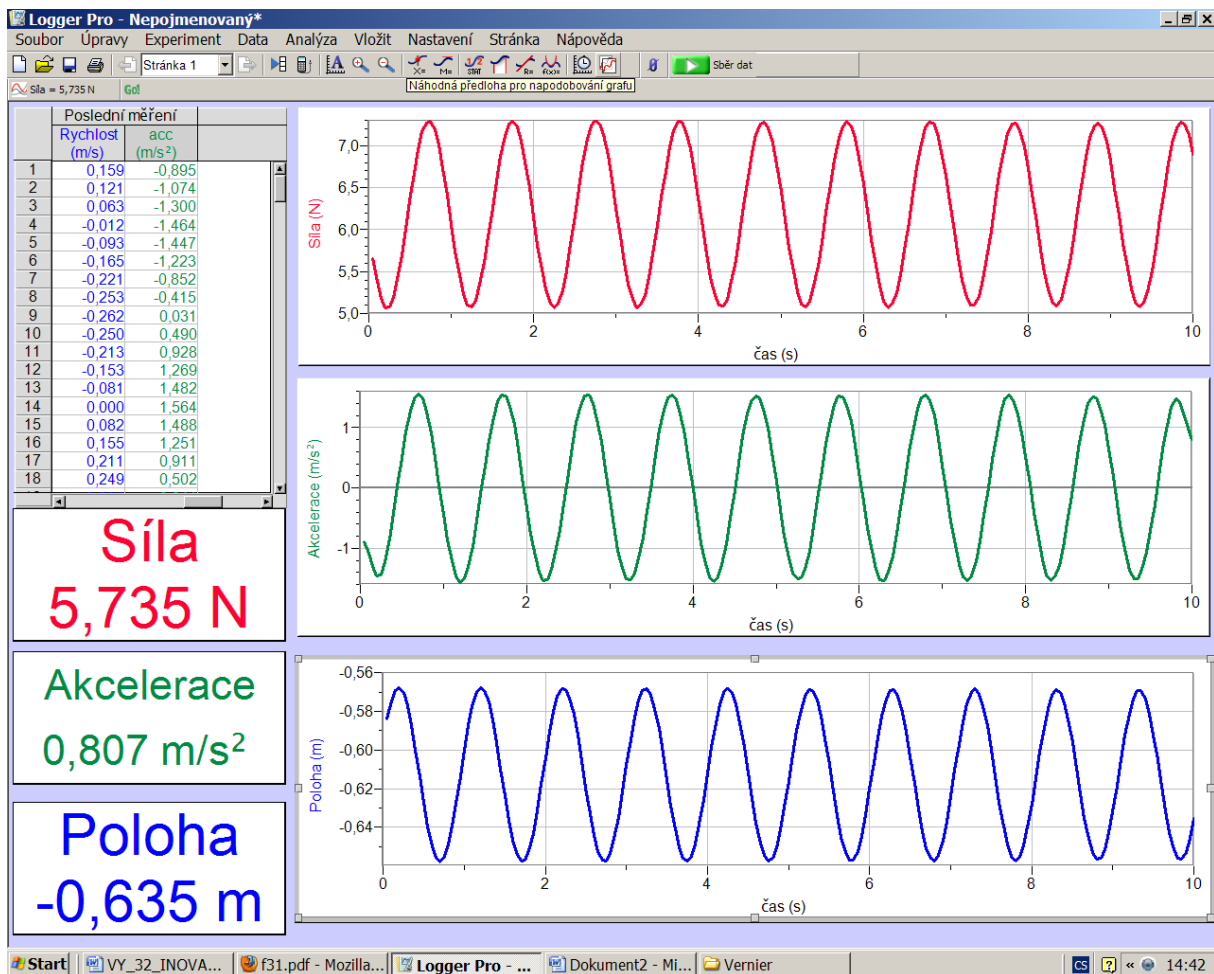 Logger Pro - Nepojmenovaný*
Soubor Úpravy Experiment Data Analýza Vložit Nastavení Stránka Nápověda
Stránka 1
Sběr dat
Síla = 5,735 N Go!
Náhodná předloha pro napodobování grafu
Poslední měření
Rychlost acc
(m/s) (m/s²)
1 0,159 -0,895
2 0,121 -1,074
3 0,063 -1,300
4 -0,012 -1,464
5 -0,093 -1,447
6 -0,165 -1,223
7 -0,221 -0,852
8 -0,253 -0,415
9 -0,262 0,031
10 -0,250 0,490
11 -0,213 0,928
12 -0,153 1,269
13 -0,081 1,482
14 0,000 1,564
15 0,082 1,488
16 0,155 1,251
17 0,211 0,911
18 0,249 0,502
Síla
5,735 N
Akcelerace
0,807 m/s²
Poloha
-0,635 m
Síla (N)
7,0
6,5
6,0
5,5
5,0
0 2 4 6 8 10
čas (s)
Akcelerace (m/s²)
1
0
-1
0 2 4 6 8 10
čas (s)
Poloha (m)
-0,56
-0,58
-0,60
-0,62
-0,64
0 2 4 6 8 10
čas (s)
Start VY_32_INOVA... f31.pdf - Mozilla... Logger Pro - ... Dokument2 - Mi... Vernier CS « 14:42